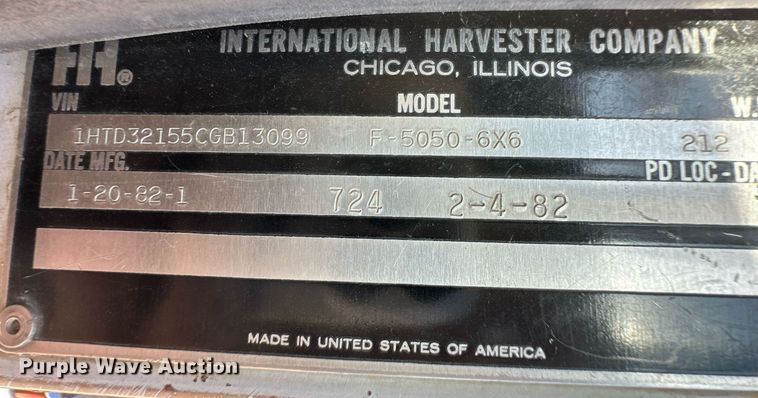 IH® INTERNATIONAL HARVESTER COMPANY
CHICAGO, ILLINOIS
VIN MODEL
1HTD32155CGB13099 F-5050-6X6 212
DATE MFG. PD LOC-DA
1-20-82-1 724 2-4-82
MADE IN UNITED STATES OF AMERICA
Purple Wave Auction